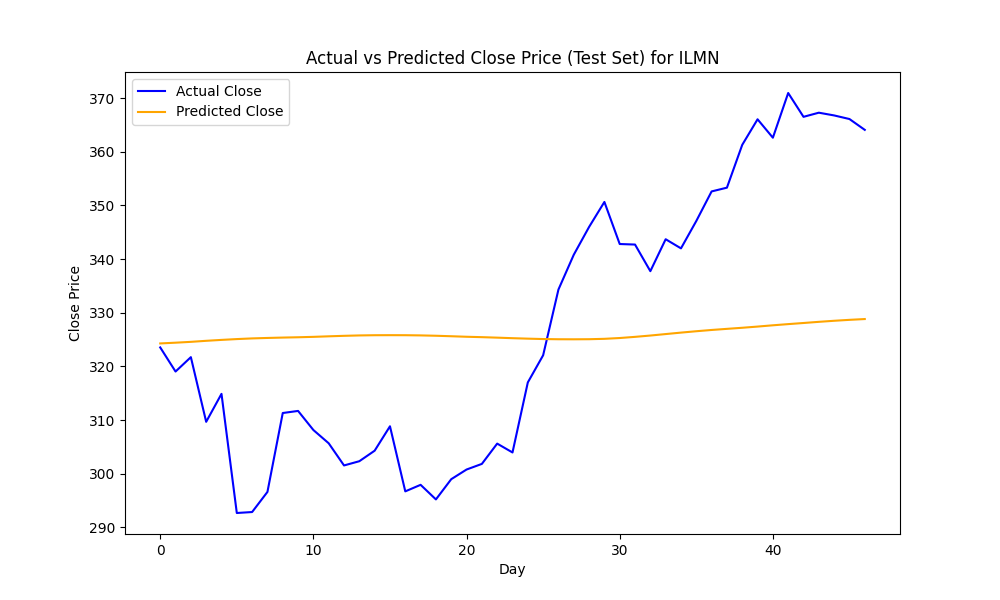 Actual vs Predicted Close Price (Test Set) for ILMN
Actual Close
Predicted Close
370
360
350
340
330
320
310
300
290
Close Price
0 10 20 30 40
Day